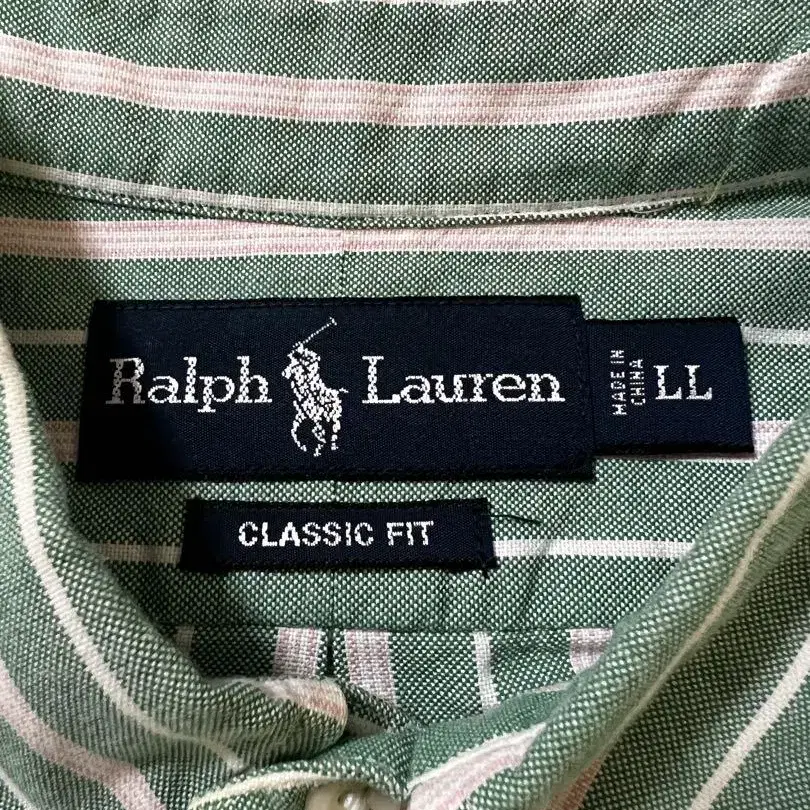 Ralph Lauren
MADE IN
CHINA
LL
CLASSIC FIT